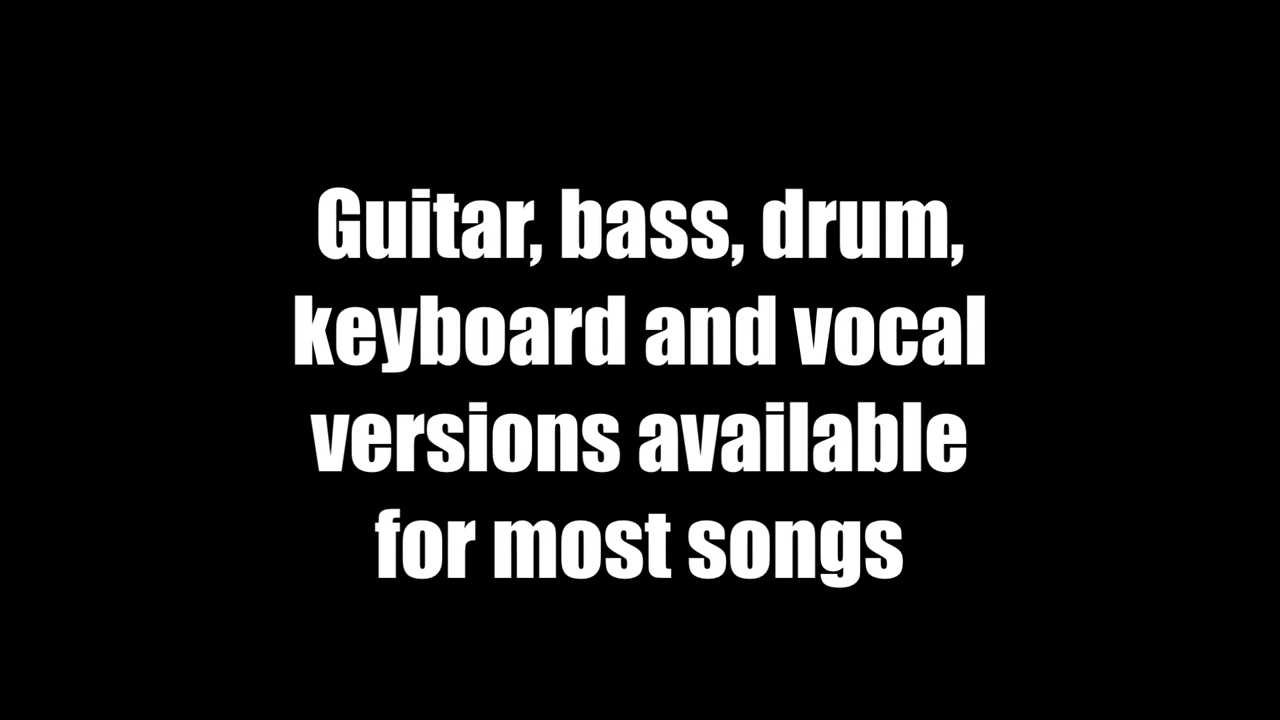 Guitar, bass, drum,
keyboard and vocal
versions available
for most songs